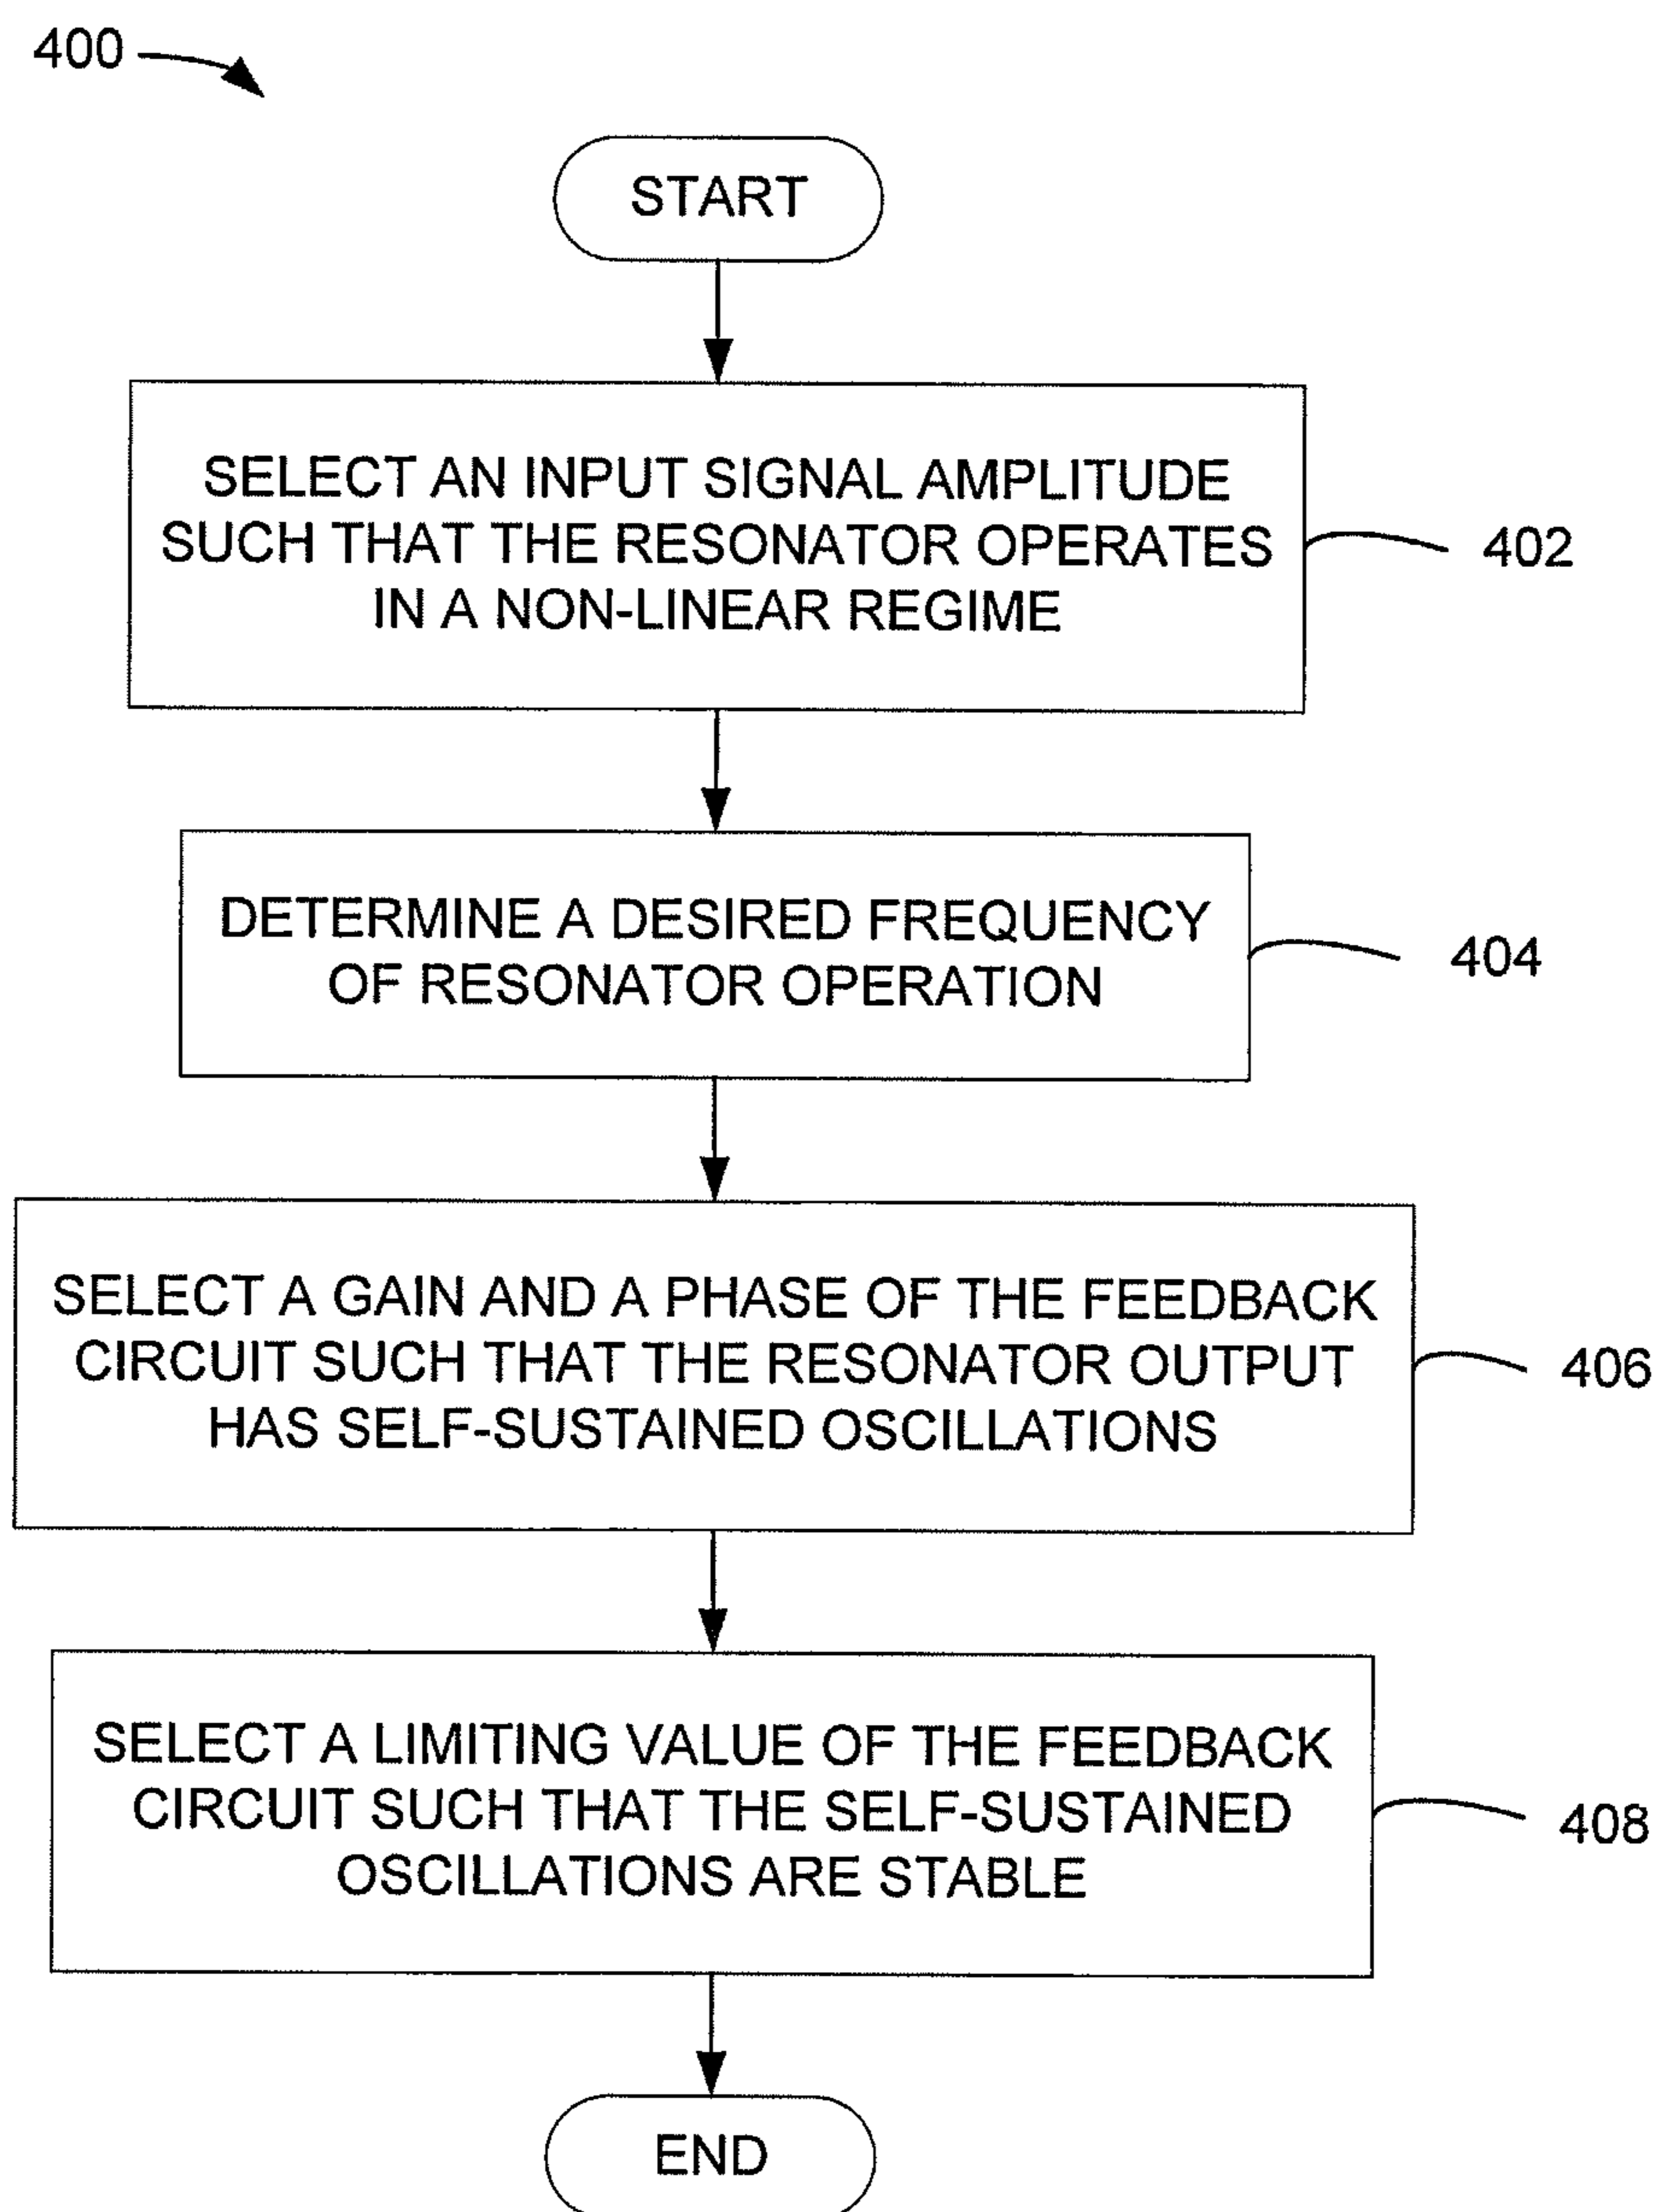 400
START
SELECT AN INPUT SIGNAL AMPLITUDE
SUCH THAT THE RESONATOR OPERATES
IN A NON-LINEAR REGIME
402
DETERMINE A DESIRED FREQUENCY
OF RESONATOR OPERATION
404
SELECT A GAIN AND A PHASE OF THE FEEDBACK
CIRCUIT SUCH THAT THE RESONATOR OUTPUT
HAS SELF-SUSTAINED OSCILLATIONS
406
SELECT A LIMITING VALUE OF THE FEEDBACK
CIRCUIT SUCH THAT THE SELF-SUSTAINED
OSCILLATIONS ARE STABLE
408
END